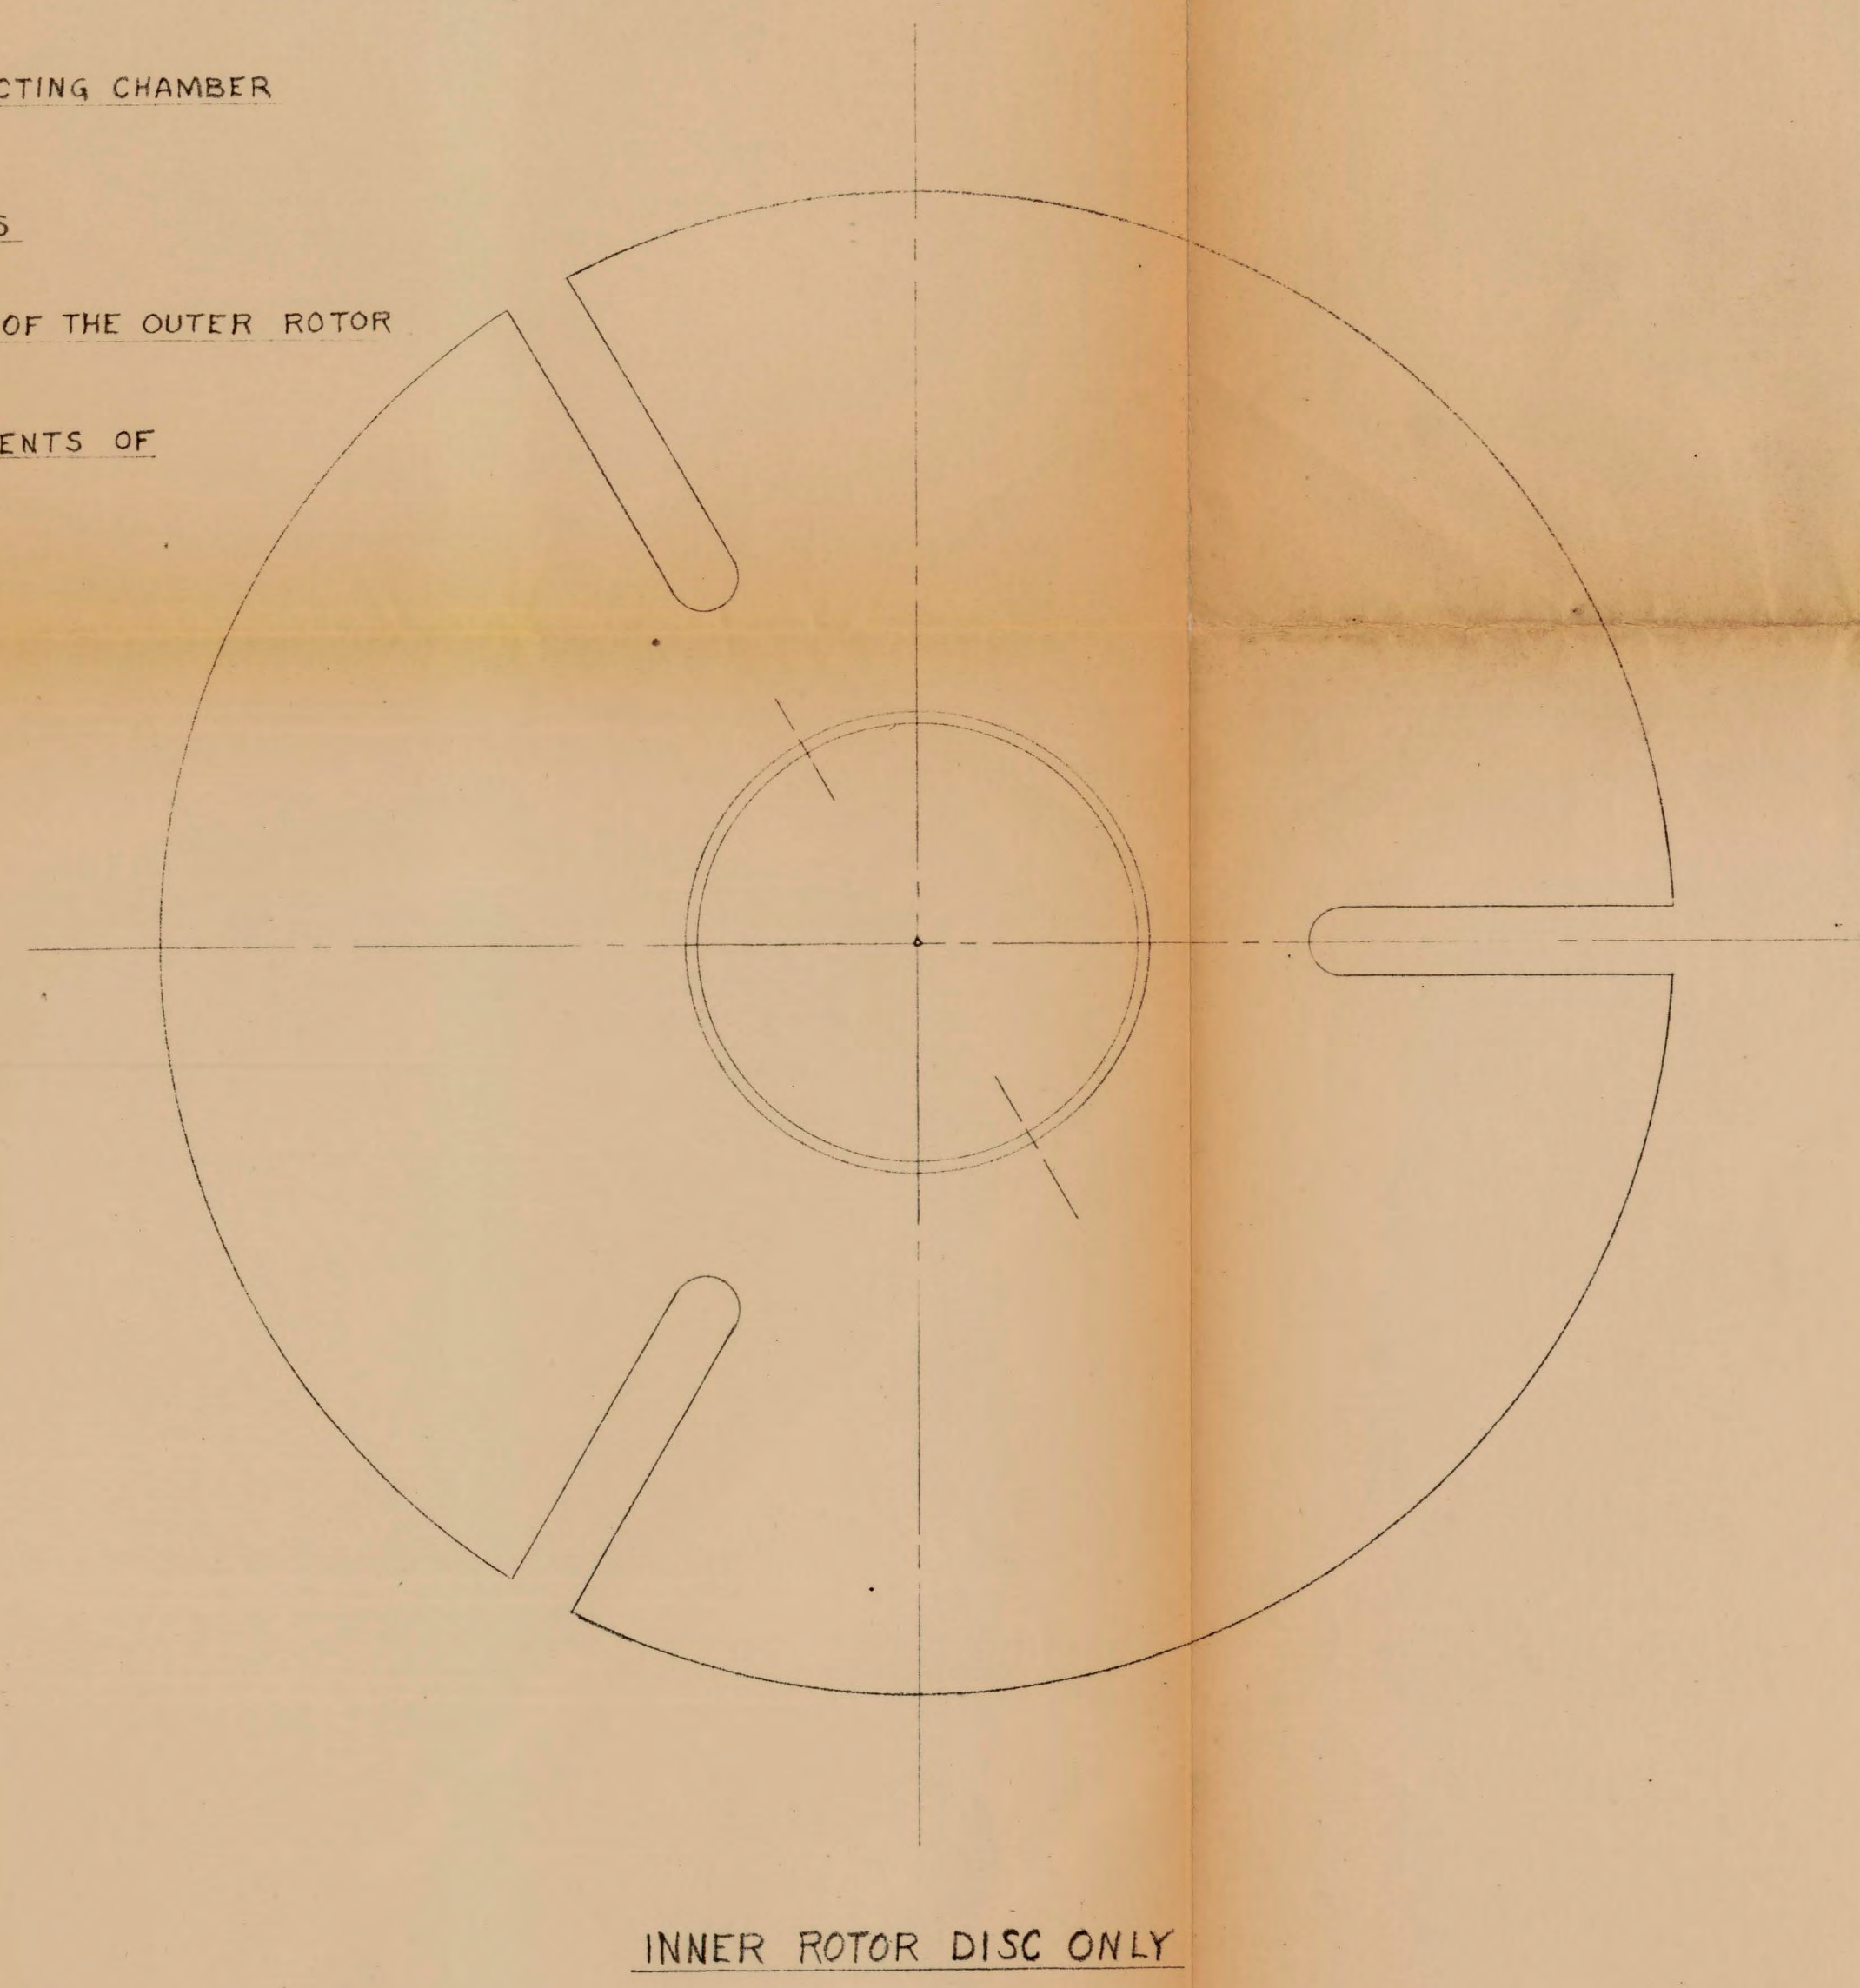 CTING CHAMBER
S
OF THE OUTER ROTOR
ENTS OF
INNER ROTOR DISC ONLY